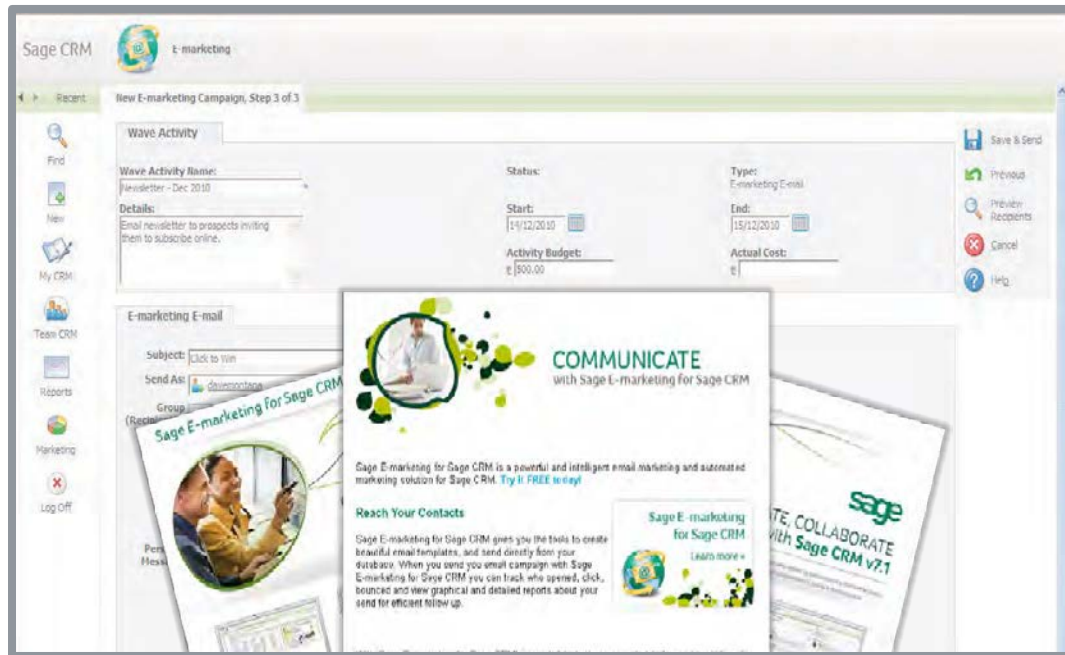 Sage CRM
E-marketing
Recent
New E-marketing Campaign, Step 3 of 3
Find
New
My CRM
Team CRM
Reports
Marketing
Log Off
Wave Activity
Wave Activity Name:
Newsletter - Dec 2010
Details:
Email newsletter to prospects inviting
them to subscribe online.
Status:
Start:
14/12/2010
Activity Budget:
500.00
Type:
E-marketing E-mail
End:
15/12/2010
Actual Cost:
Save & Send
Previous
Preview
Recipients
Cancel
Help
E-marketing E-mail
Subject: Click to Win
Send As:
Group
Sage E-marketing for Sage CRM
COMMUNICATE
with Sage E-marketing for Sage CRM
Sage E-marketing for Sage CRM is a powerful and intelligent email marketing and automated
marketing solution for Sage CRM. Try it FREE today!
Reach Your Contacts
Sage E-marketing for Sage CRM gives you the tools to create
beautiful email templates, and send directly from your
database. When you send you email campaign with Sage
E-marketing for Sage CRM you can track who opened, click,
bounced and view graphical and detailed reports about your
send for efficient follow up.
Sage E-marketing
for Sage CRM
Learn more »
sage
COLLABORATE
with Sage CRM v7.1